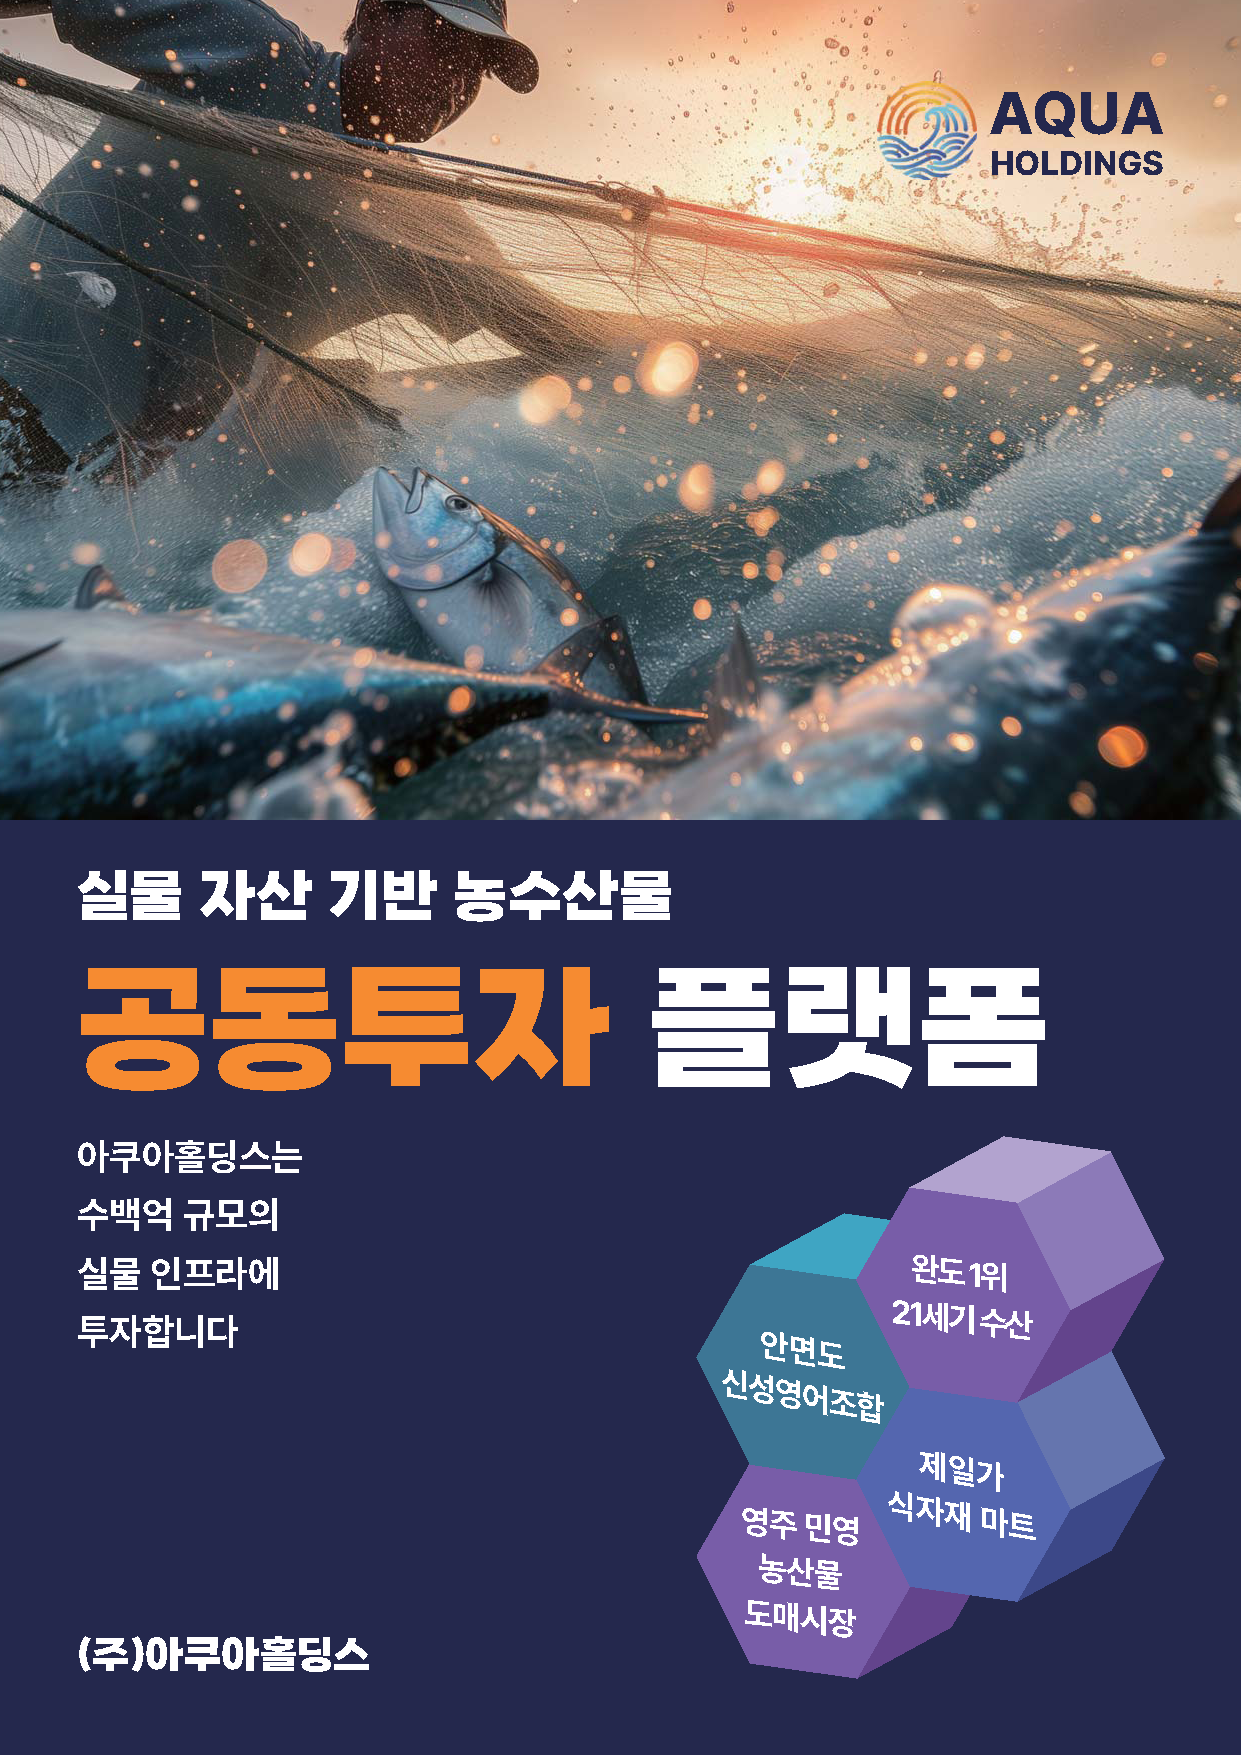 AQUA
HOLDINGS
실물 자산 기반 농수산물
공동투자 플랫폼
아쿠아홀딩스는
수백억 규모의
실물 인프라에
투자합니다
완도 1위
21세기 수산
안면도
신성영어조합
제일가
식자재 마트
영주 민영
농산물
도매시장
(주)아쿠아홀딩스